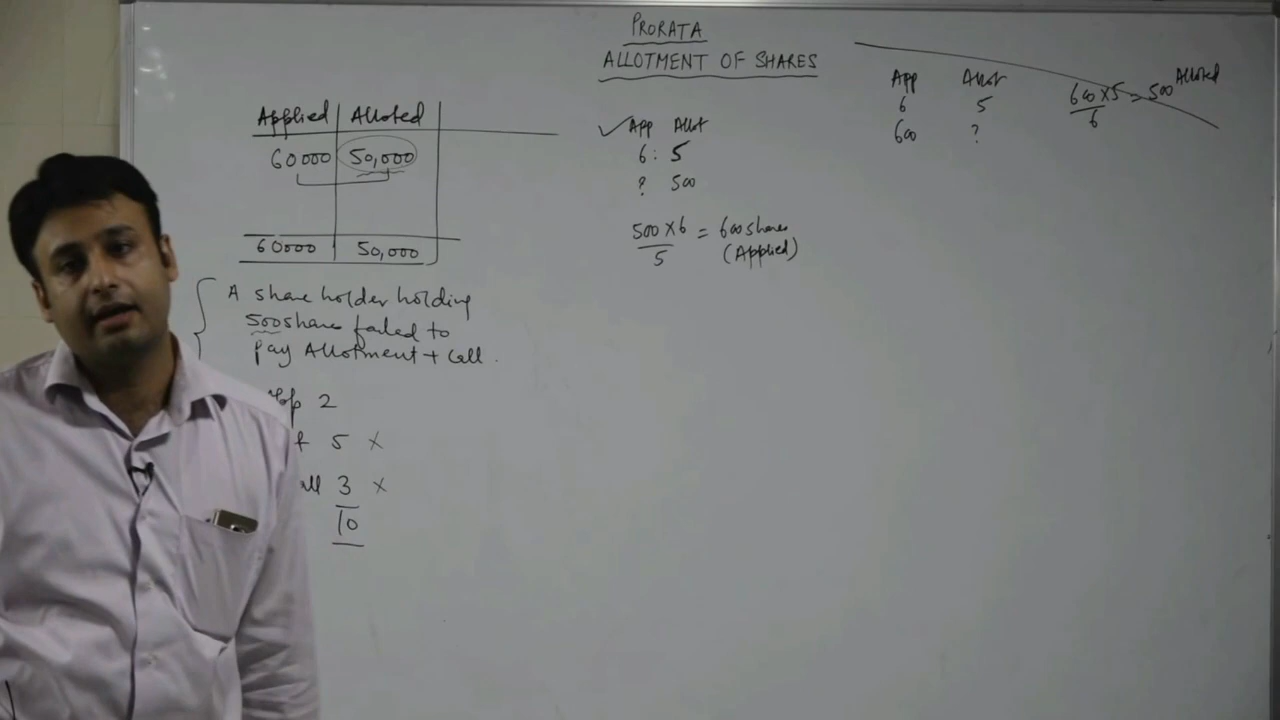 PRORATA
ALLOTMENT OF SHARES
Applied Alloted
60000 50,000
60000 50,000
A share holder holding
500 share failed to
pay Allotment + Call.
App 2
5 ×
3 ×
10
✓ App Allot
6 : 5
? 500
500 × 6 / 5 = 600 shares
(Applied)
App Allot
6 5
600 ?
600 × 5 / 6 = 500 Alloted